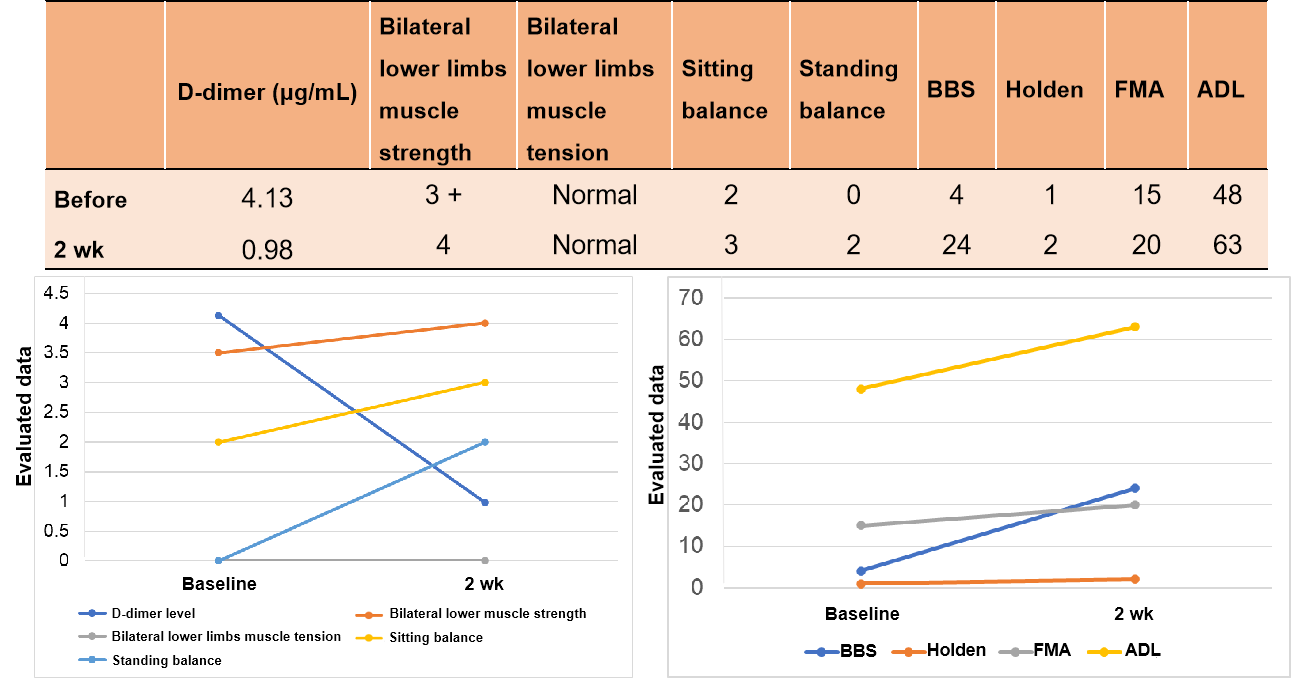 D-dimer (µg/mL)
Bilateral
lower limbs
muscle
strength
Bilateral
lower limbs
muscle
tension
Sitting
balance
Standing
balance
BBS
Holden
FMA
ADL
Before 4.13 3 + Normal 2 0 4 1 15 48
2 wk 0.98 4 Normal 3 2 24 2 20 63
Evaluated data
4.5
4
3.5
3
2.5
2
1.5
1
0.5
0
Baseline 2 wk
D-dimer level Bilateral lower muscle strength
Bilateral lower limbs muscle tension Sitting balance
Standing balance
Evaluated data
70
60
50
40
30
20
10
0
Baseline 2 wk
BBS Holden FMA ADL